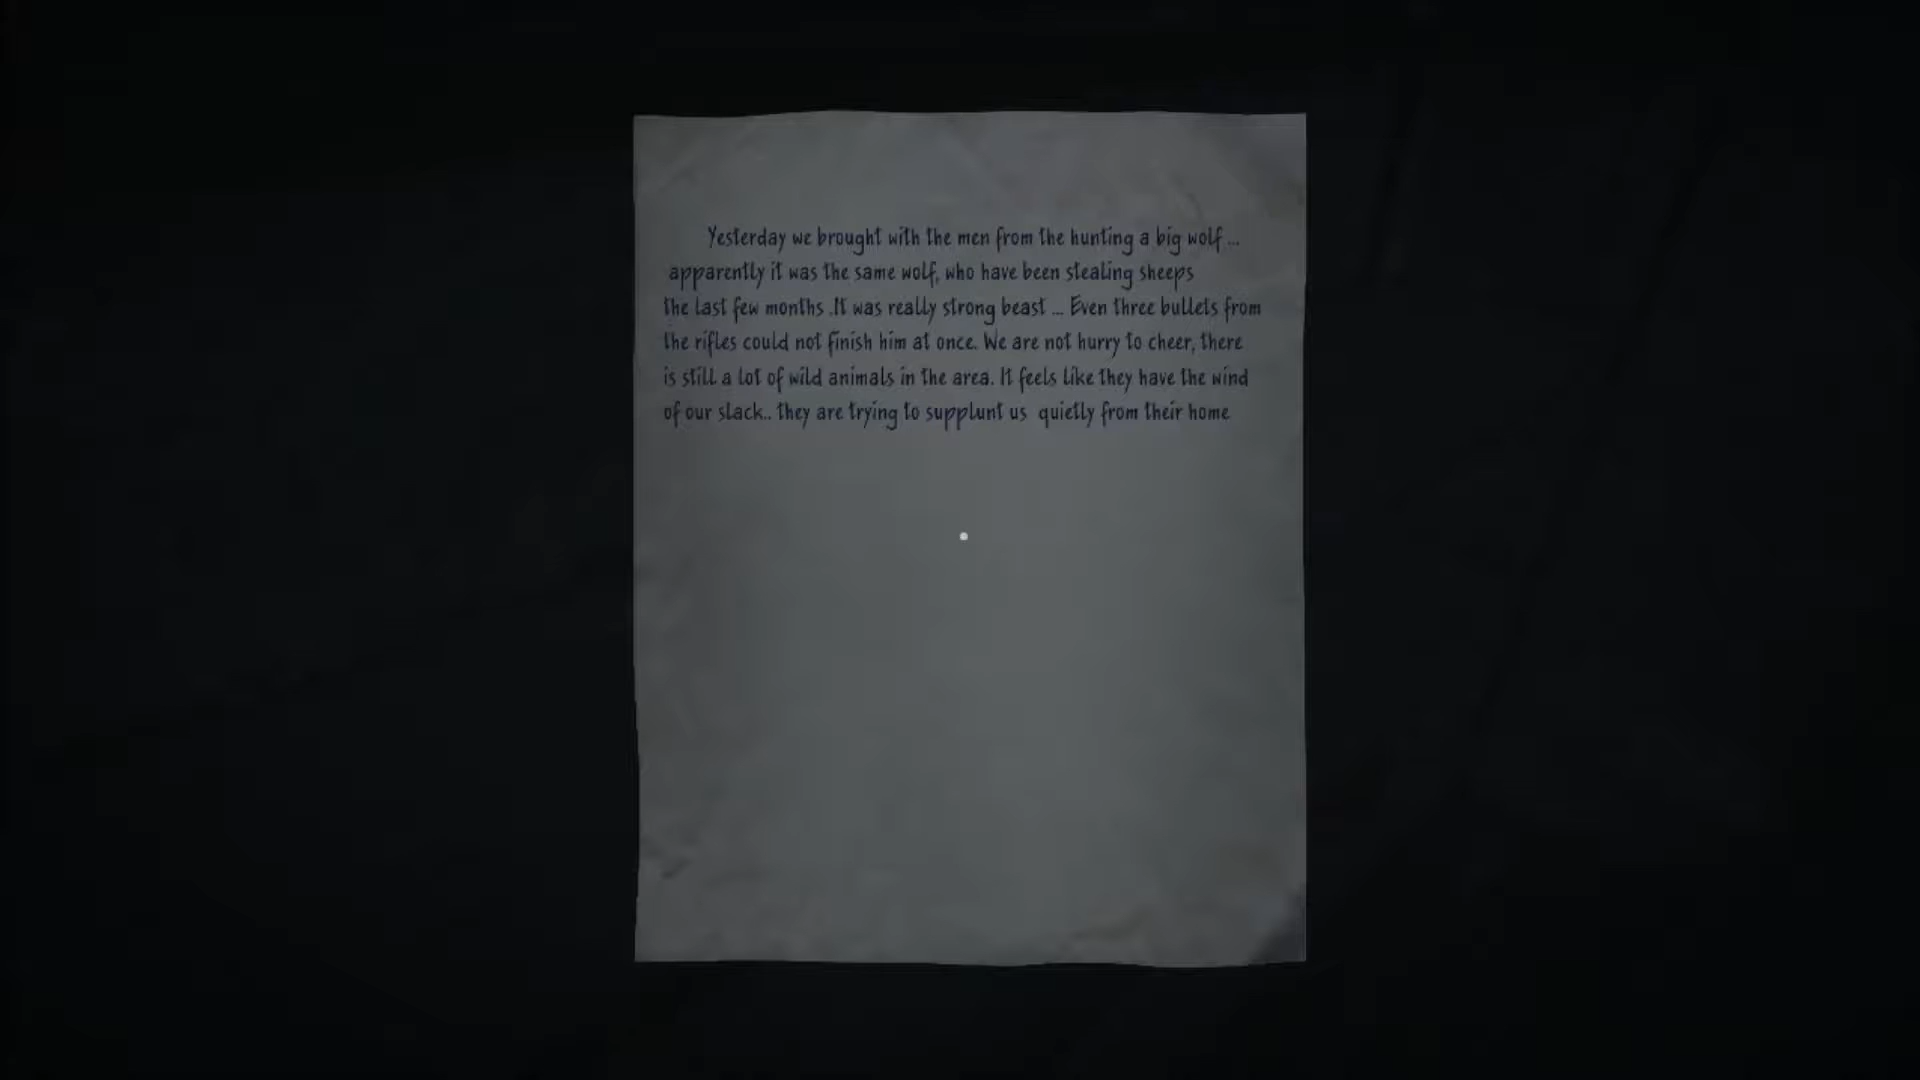 Yesterday we brought with the men from the hunting a big wolf ...
apparently it was the same wolf, who have been stealing sheeps
the last few months .It was really strong beast ... Even three bullets from
the rifles could not finish him at once. We are not hurry to cheer, there
is still a lot of wild animals in the area. It feels like they have the wind
of our slack.. they are trying to supplunt us quietly from their home